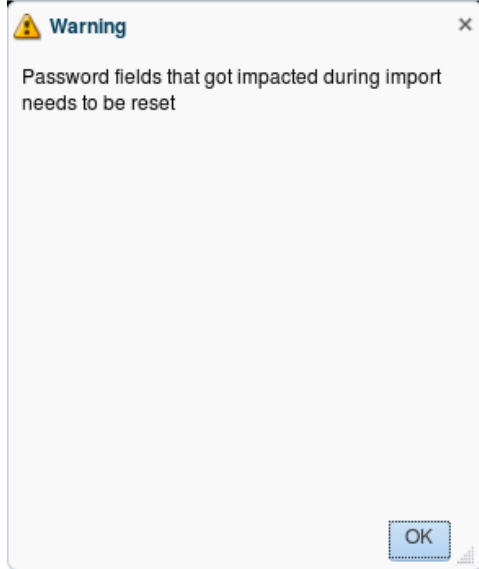 Warning
Password fields that got impacted during import
needs to be reset
OK